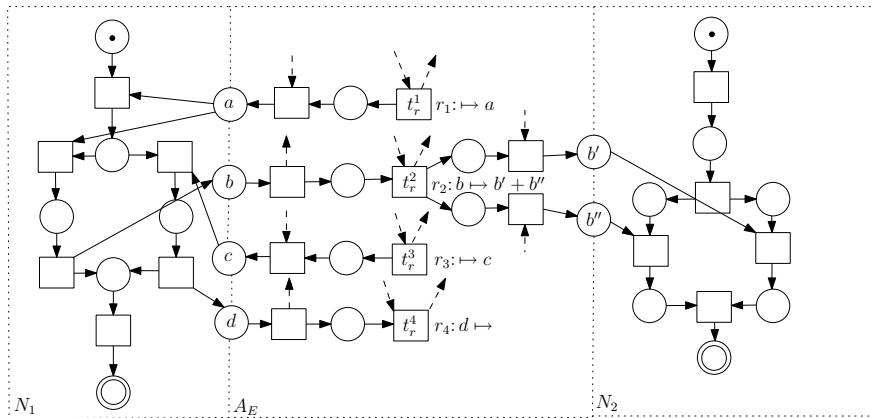 a
t_r^1 r_1: ↦ a
b
t_r^2 r_2: b ↦ b' + b''
b'
b''
c
t_r^3 r_3: ↦ c
d
t_r^4 r_4: d ↦
N_1 A_E N_2